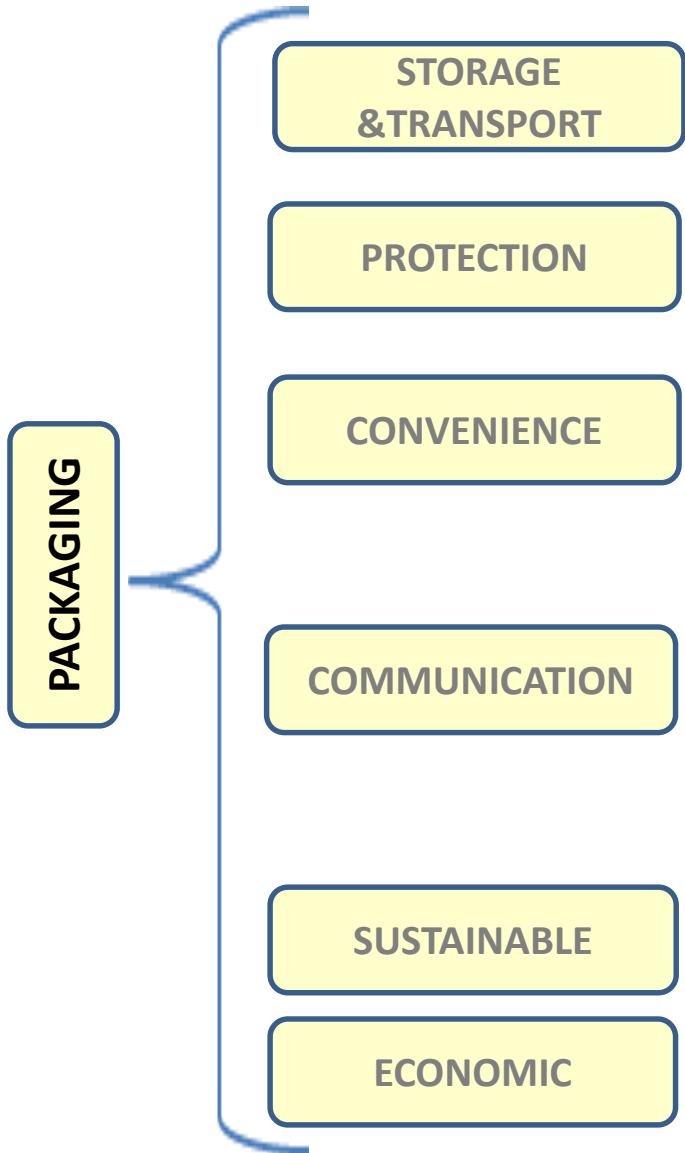 STORAGE
&TRANSPORT
PROTECTION
CONVENIENCE
PACKAGING
COMMUNICATION
SUSTAINABLE
ECONOMIC